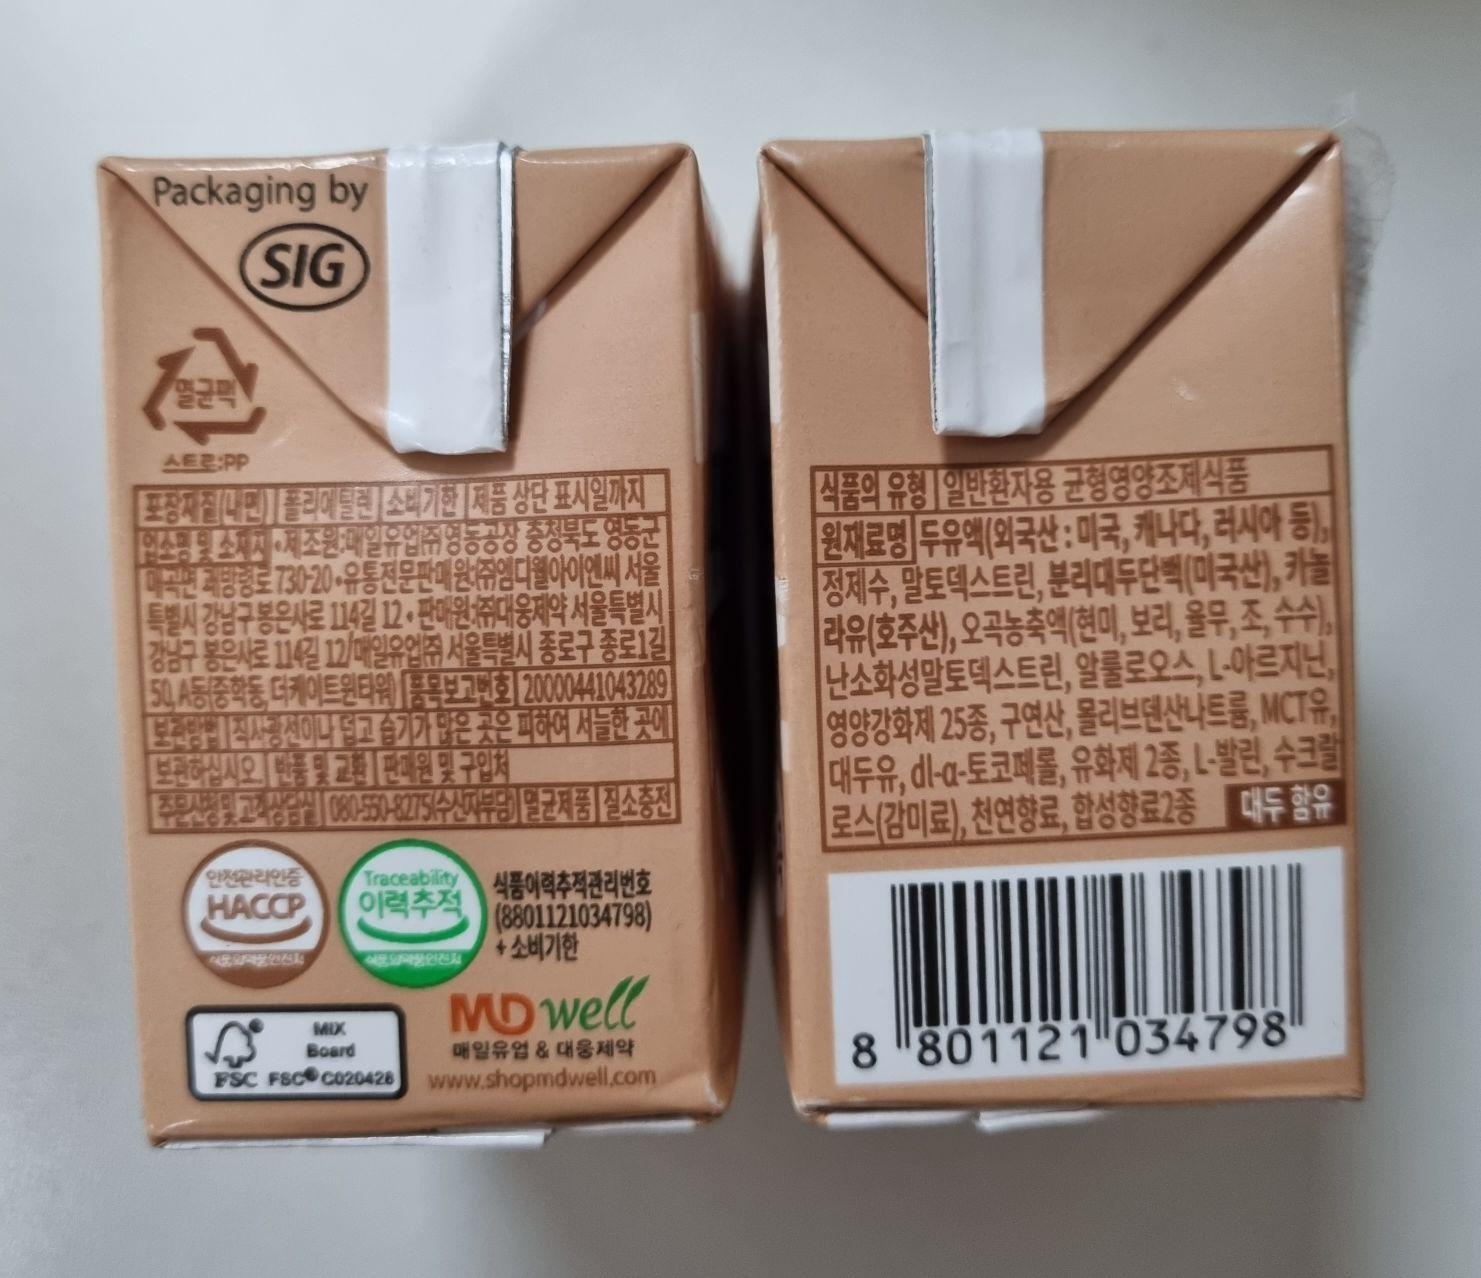 Packaging by
SIG
멸균팩
스트로:PP
포장재질(내면) 폴리에틸렌 소비기한 제품 상단 표시일까지
업소명 및 소재지 •제조원:매일유업㈜영동공장 충청북도 영동군
매곡면 괴방령로 730-20 •유통전문판매원:㈜엠디웰아이엔씨 서울
특별시 강남구 봉은사로 114길 12 • 판매원:㈜대웅제약 서울특별시
강남구 봉은사로 114길 12/매일유업㈜ 서울특별시 종로구 종로1길
50, A동(중학동, 더케이트윈타워) 품목보고번호 20000441043289
보관방법 직사광선이나 덥고 습기가 많은 곳은 피하여 서늘한 곳에
보관하십시오. 반품 및 교환 판매원 및 구입처
주문신청및고객상담실 080-550-8275(수신자부담) 멸균제품 질소충전
안전관리인증
HACCP
식품의약품안전처
Traceability
이력추적
식품의약품안전처
식품이력추적관리번호
(8801121034798)
+ 소비기한
FSC
MIX
Board
FSC® C020428
MDwell
매일유업 & 대웅제약
www.shopmdwell.com
식품의 유형 일반환자용 균형영양조제식품
원재료명 두유액(외국산 : 미국, 캐나다, 러시아 등),
정제수, 말토덱스트린, 분리대두단백(미국산), 카놀
라유(호주산), 오곡농축액(현미, 보리, 율무, 조, 수수),
난소화성말토덱스트린, 알룰로오스, L-아르지닌,
영양강화제 25종, 구연산, 몰리브덴산나트륨, MCT유,
대두유, dl-α-토코페롤, 유화제 2종, L-발린, 수크랄
로스(감미료), 천연향료, 합성향료2종 대두 함유
8 801121 034798